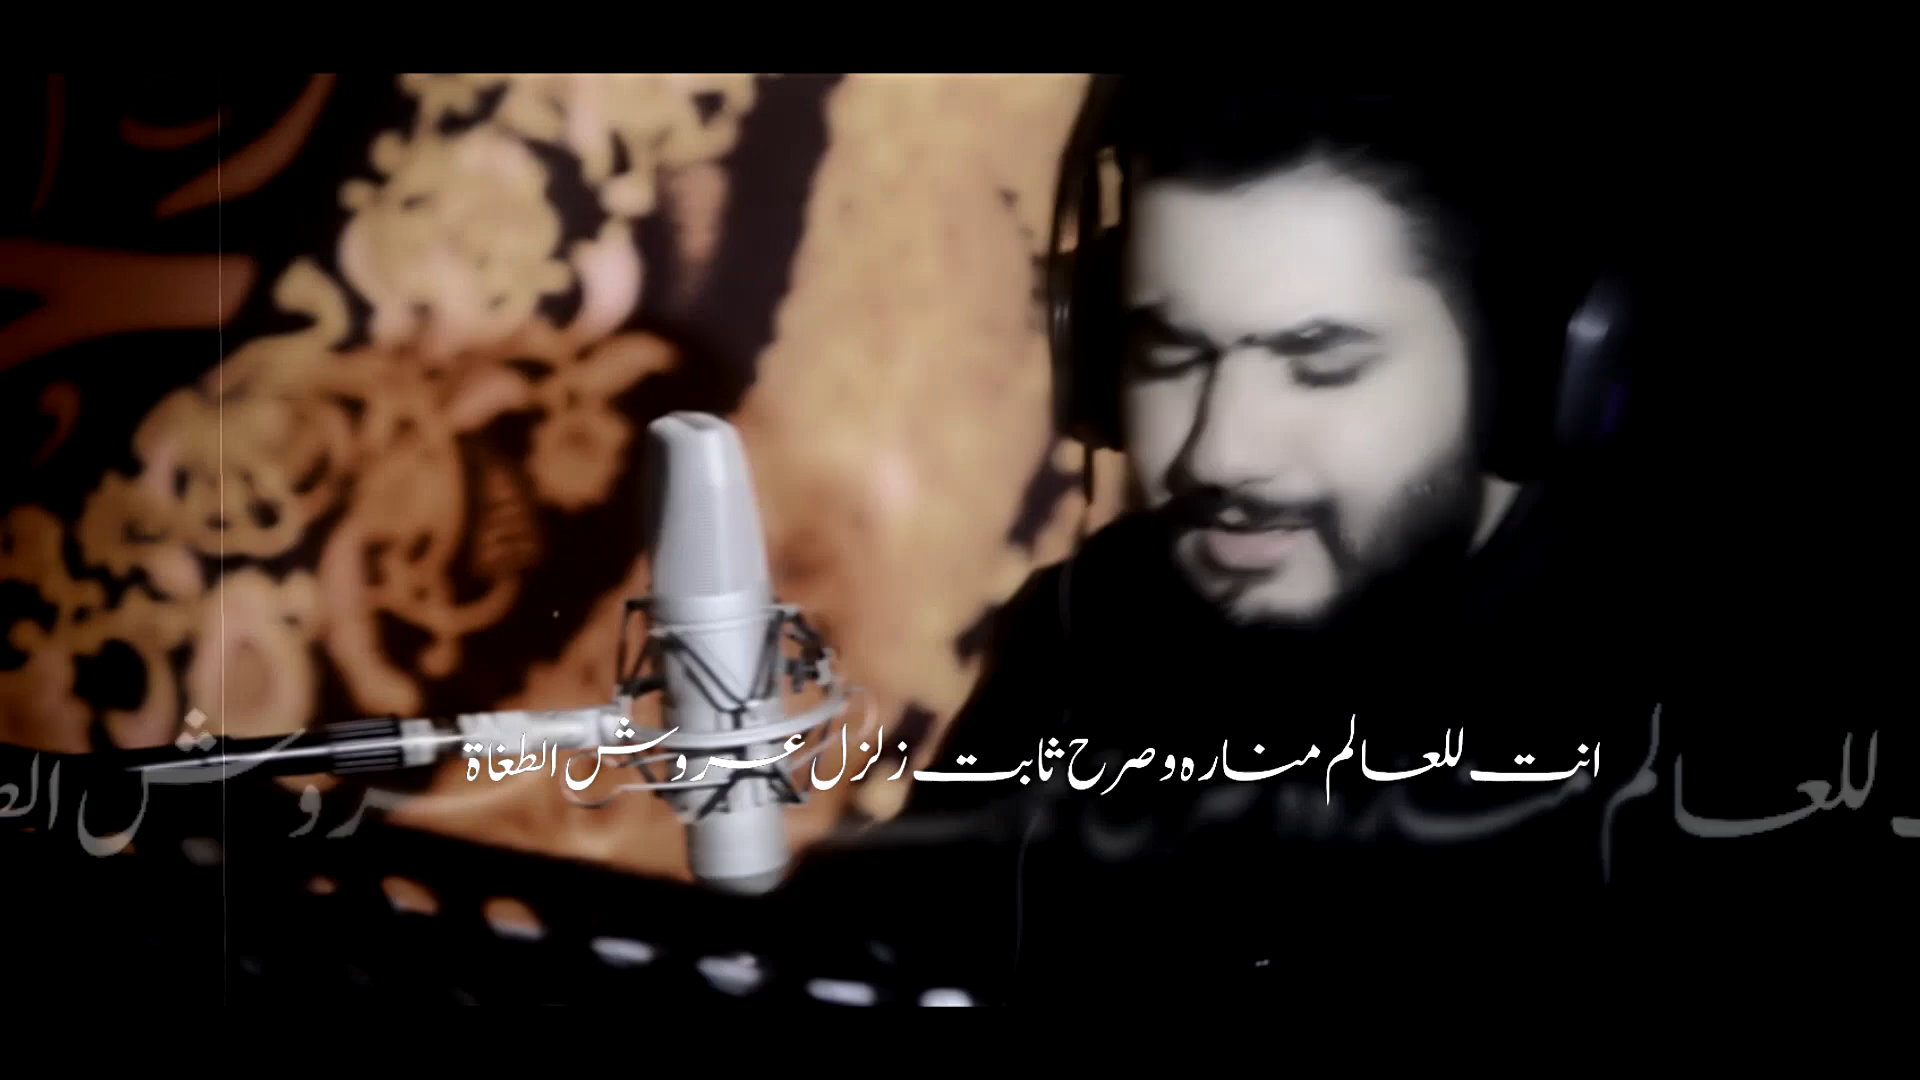 انت للعالم مناره وصرح ثابت زلزل عروش الطغاة